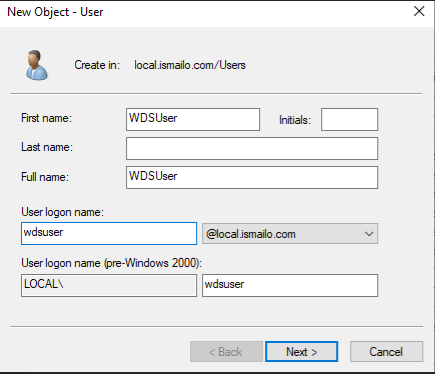 New Object - User
Create in: local.ismailo.com/Users
First name: WDSUser Initials:
Last name:
Full name: WDSUser
User logon name:
wdsuser @local.ismailo.com
User logon name (pre-Windows 2000):
LOCAL\ wdsuser
< Back Next > Cancel